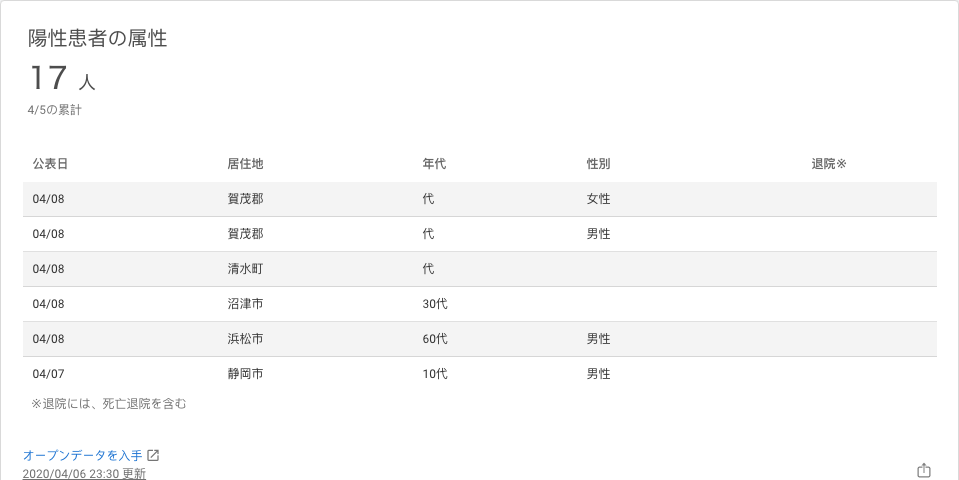 陽性患者の属性
17 人
4/5の累計
公表日 居住地 年代 性別 退院※
04/08 賀茂郡 代 女性
04/08 賀茂郡 代 男性
04/08 清水町 代
04/08 沼津市 30代
04/08 浜松市 60代 男性
04/07 静岡市 10代 男性
※退院には、死亡退院を含む
オープンデータを入手
2020/04/06 23:30 更新